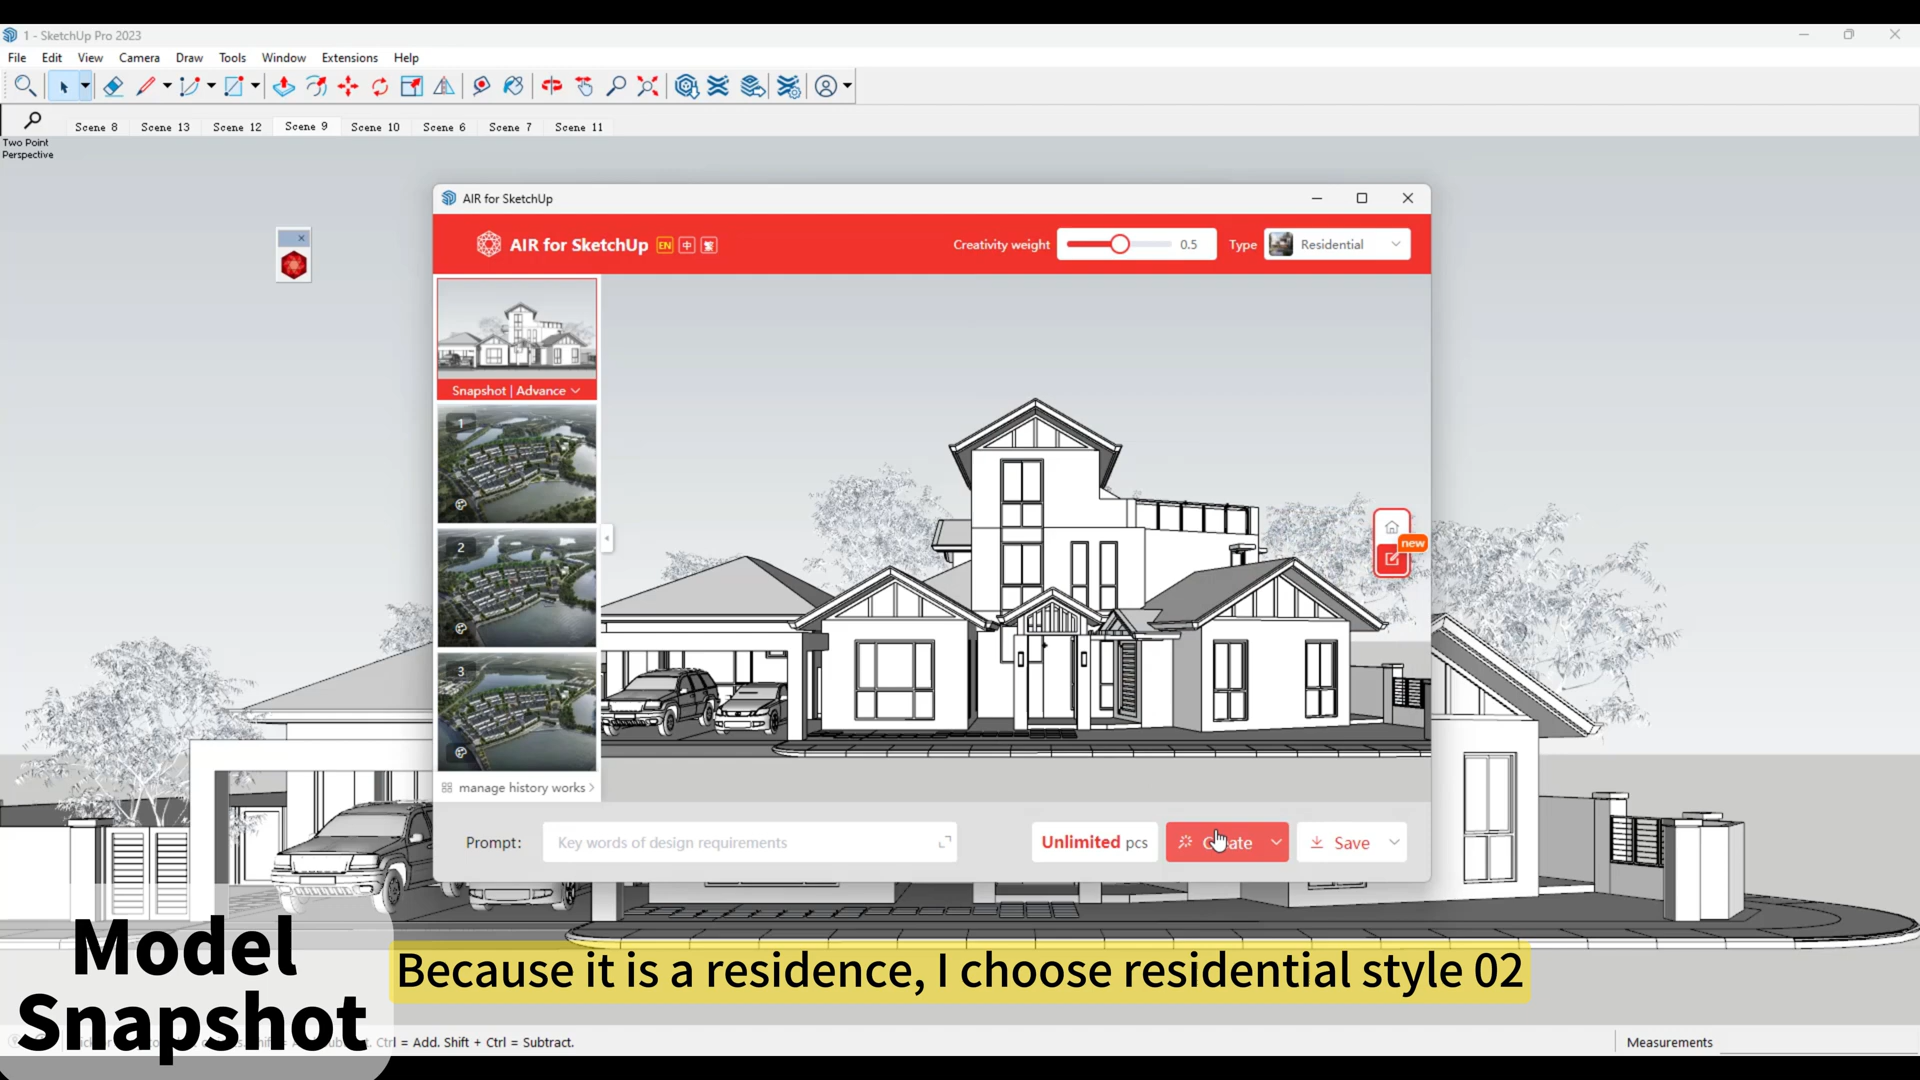 1 - SketchUp Pro 2023
File Edit View Camera Draw Tools Window Extensions Help
Scene 8 Scene 13 Scene 12 Scene 9 Scene 10 Scene 6 Scene 7 Scene 11
Two Point
Perspective
AIR for SketchUp
AIR for SketchUp EN 中 繁
Creativity weight 0.5 Type Residential
Snapshot | Advance
1
2
3
new
manage history works
Prompt: Key words of design requirements
Unlimited pcs
Save
Model
Snapshot
Because it is a residence, I choose residential style 02
Ctrl = Add. Shift + Ctrl = Subtract.
Measurements